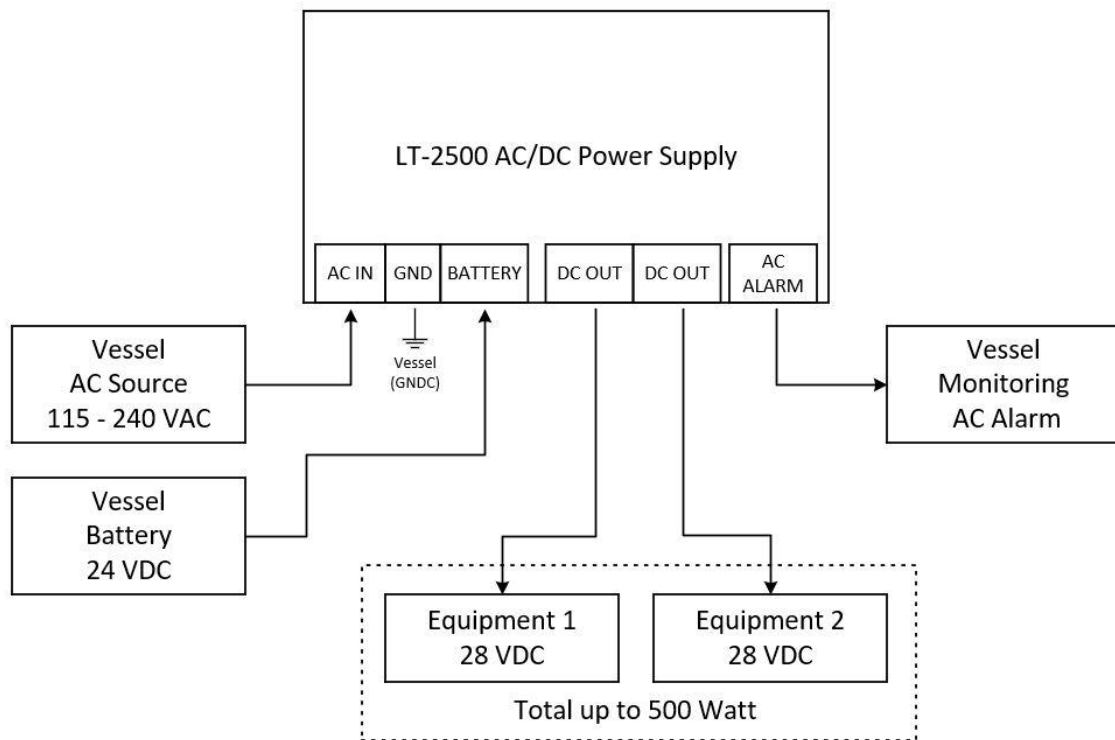 LT-2500 AC/DC Power Supply
AC IN
GND
BATTERY
DC OUT
DC OUT
AC
ALARM
Vessel
AC Source
115 - 240 VAC
Vessel
(GNDC)
Vessel
Monitoring
AC Alarm
Vessel
Battery
24 VDC
Equipment 1
28 VDC
Equipment 2
28 VDC
Total up to 500 Watt